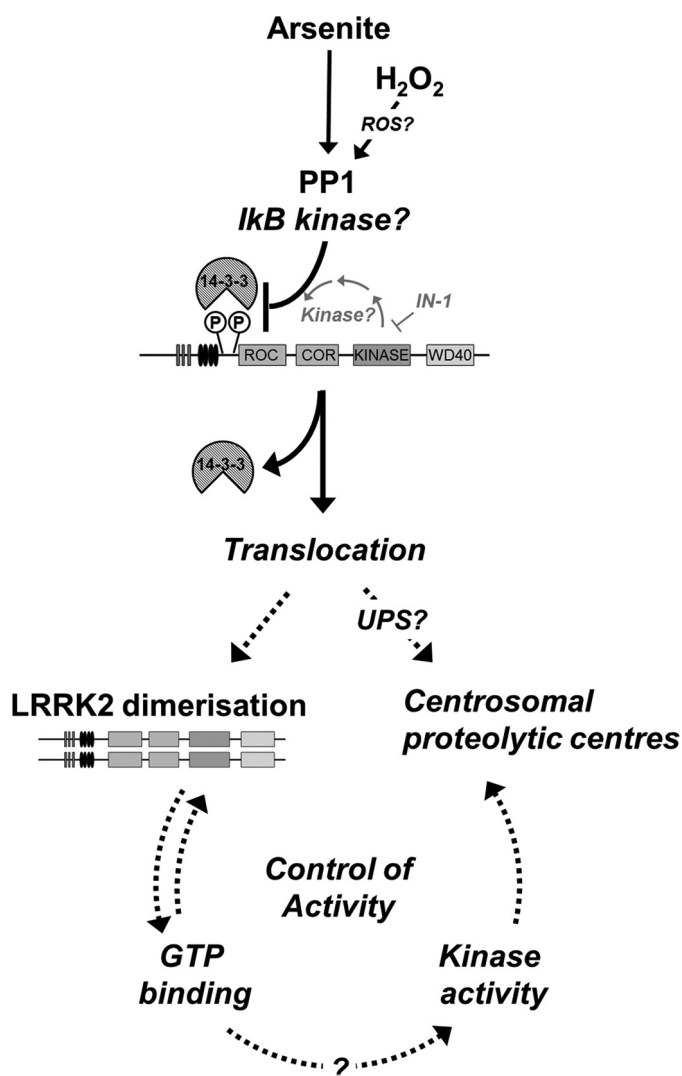 Arsenite
H₂O₂
ROS?
PP1
IkB kinase?
14-3-3
P P
Kinase?
IN-1
ROC COR KINASE WD40
14-3-3
Translocation
UPS?
LRRK2 dimerisation
Centrosomal
proteolytic centres
Control of
Activity
GTP
binding
Kinase
activity
?